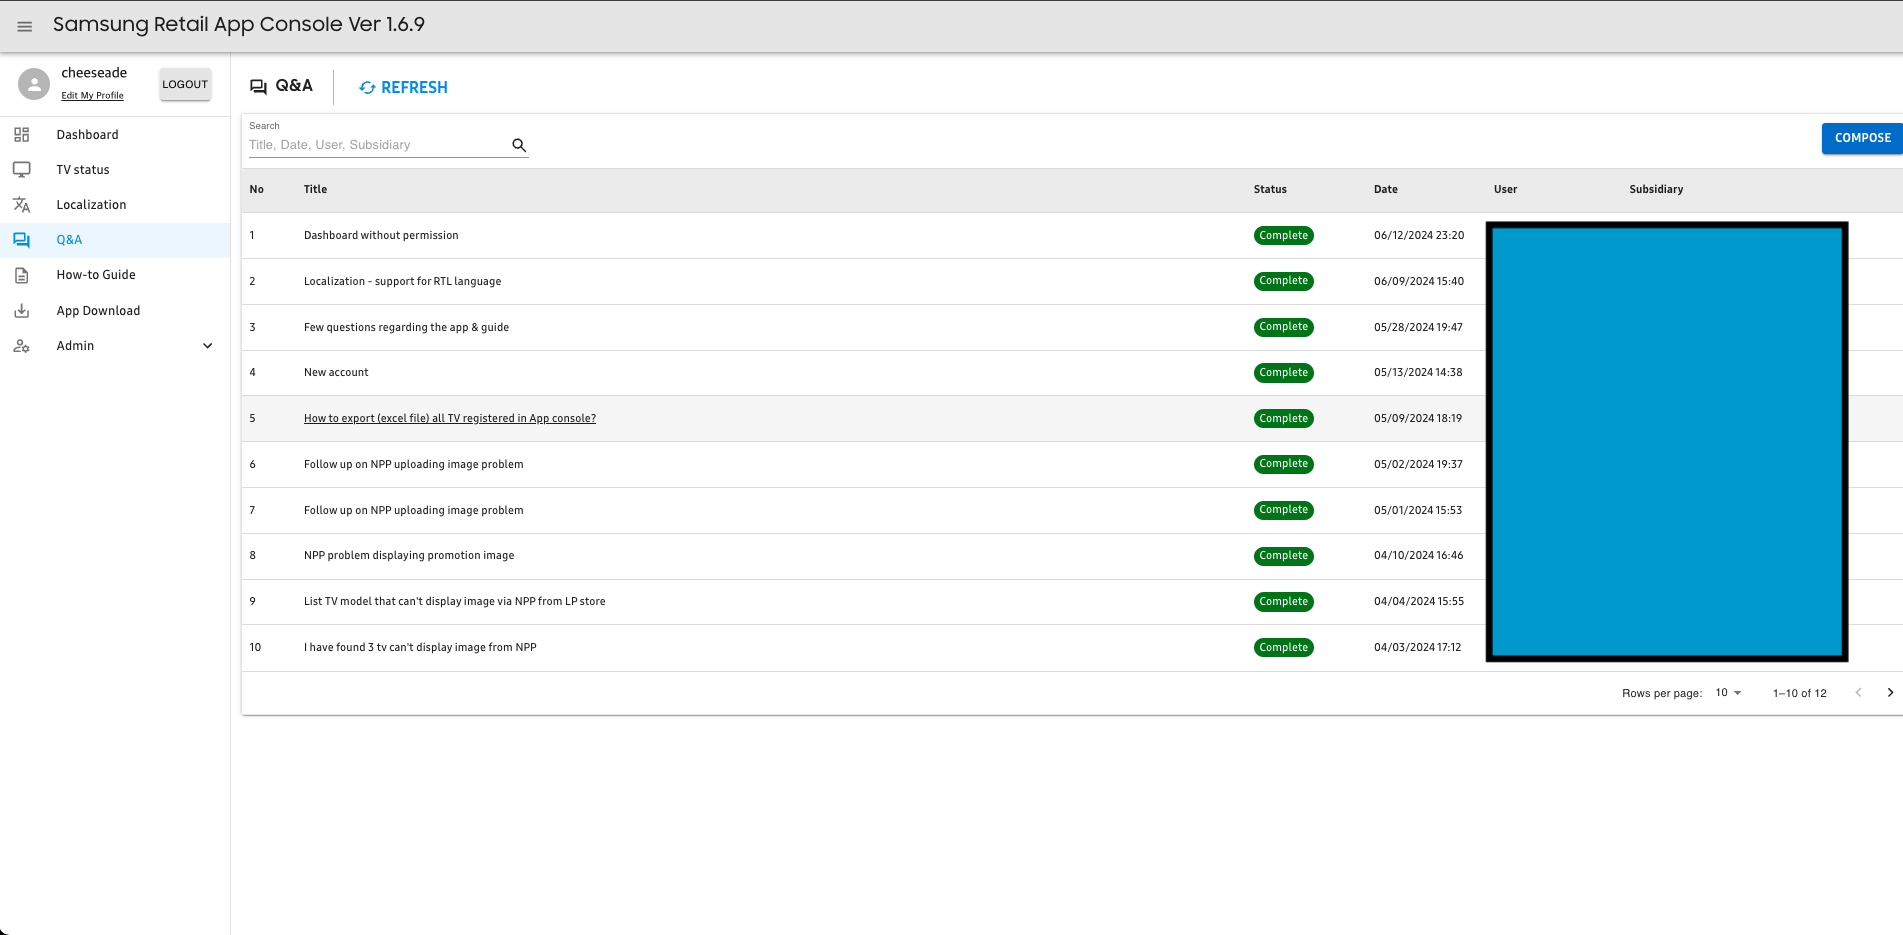 Samsung Retail App Console Ver 1.6.9
cheeseade
Edit My Profile
LOGOUT
Dashboard
TV status
Localization
Q&A
How-to Guide
App Download
Admin
Q&A
REFRESH
Search
Title, Date, User, Subsidiary
COMPOSE
No Title Status Date User Subsidiary
1 Dashboard without permission Complete 06/12/2024 23:20
2 Localization - support for RTL language Complete 06/09/2024 15:40
3 Few questions regarding the app & guide Complete 05/28/2024 19:47
4 New account Complete 05/13/2024 14:38
5 How to export (excel file) all TV registered in App console? Complete 05/09/2024 18:19
6 Follow up on NPP uploading image problem Complete 05/02/2024 19:37
7 Follow up on NPP uploading image problem Complete 05/01/2024 15:53
8 NPP problem displaying promotion image Complete 04/10/2024 16:46
9 List TV model that can't display image via NPP from LP store Complete 04/04/2024 15:55
10 I have found 3 tv can't display image from NPP Complete 04/03/2024 17:12
Rows per page: 10 1–10 of 12